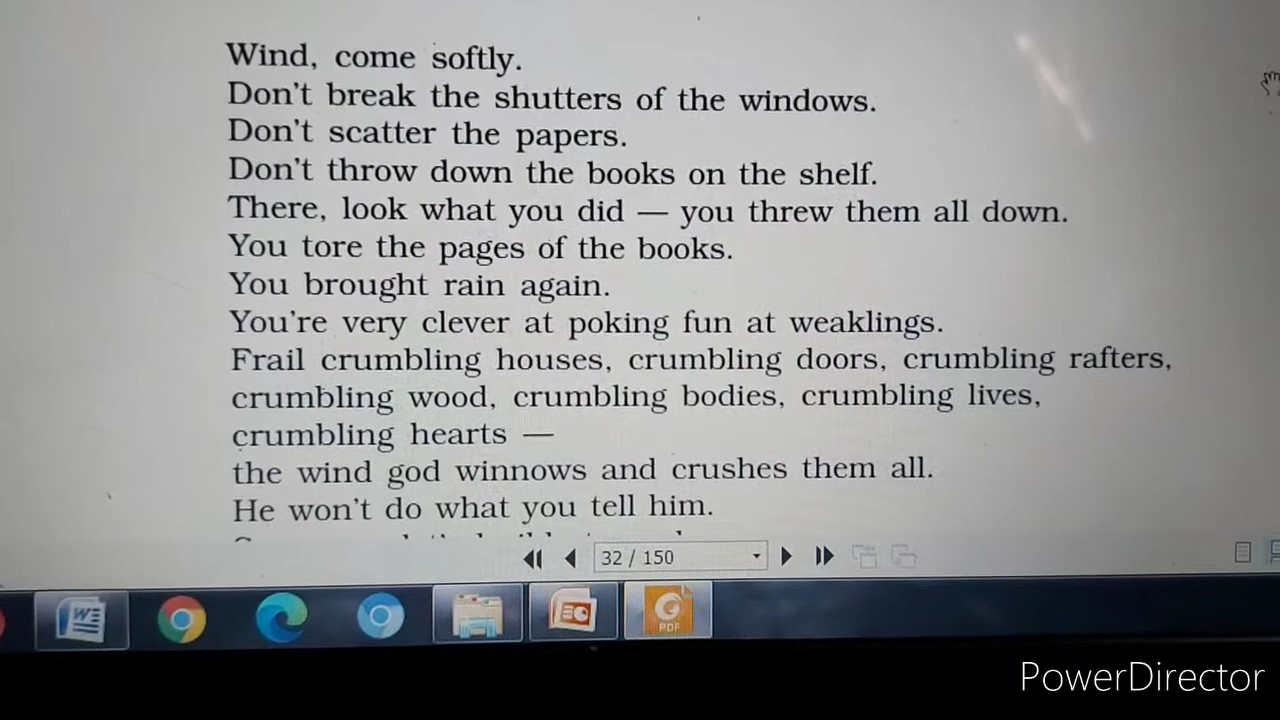 Wind, come softly.
Don't break the shutters of the windows.
Don't scatter the papers.
Don't throw down the books on the shelf.
There, look what you did — you threw them all down.
You tore the pages of the books.
You brought rain again.
You're very clever at poking fun at weaklings.
Frail crumbling houses, crumbling doors, crumbling rafters,
crumbling wood, crumbling bodies, crumbling lives,
crumbling hearts —
the wind god winnows and crushes them all.
He won't do what you tell him.
32 / 150
PDF
PowerDirector